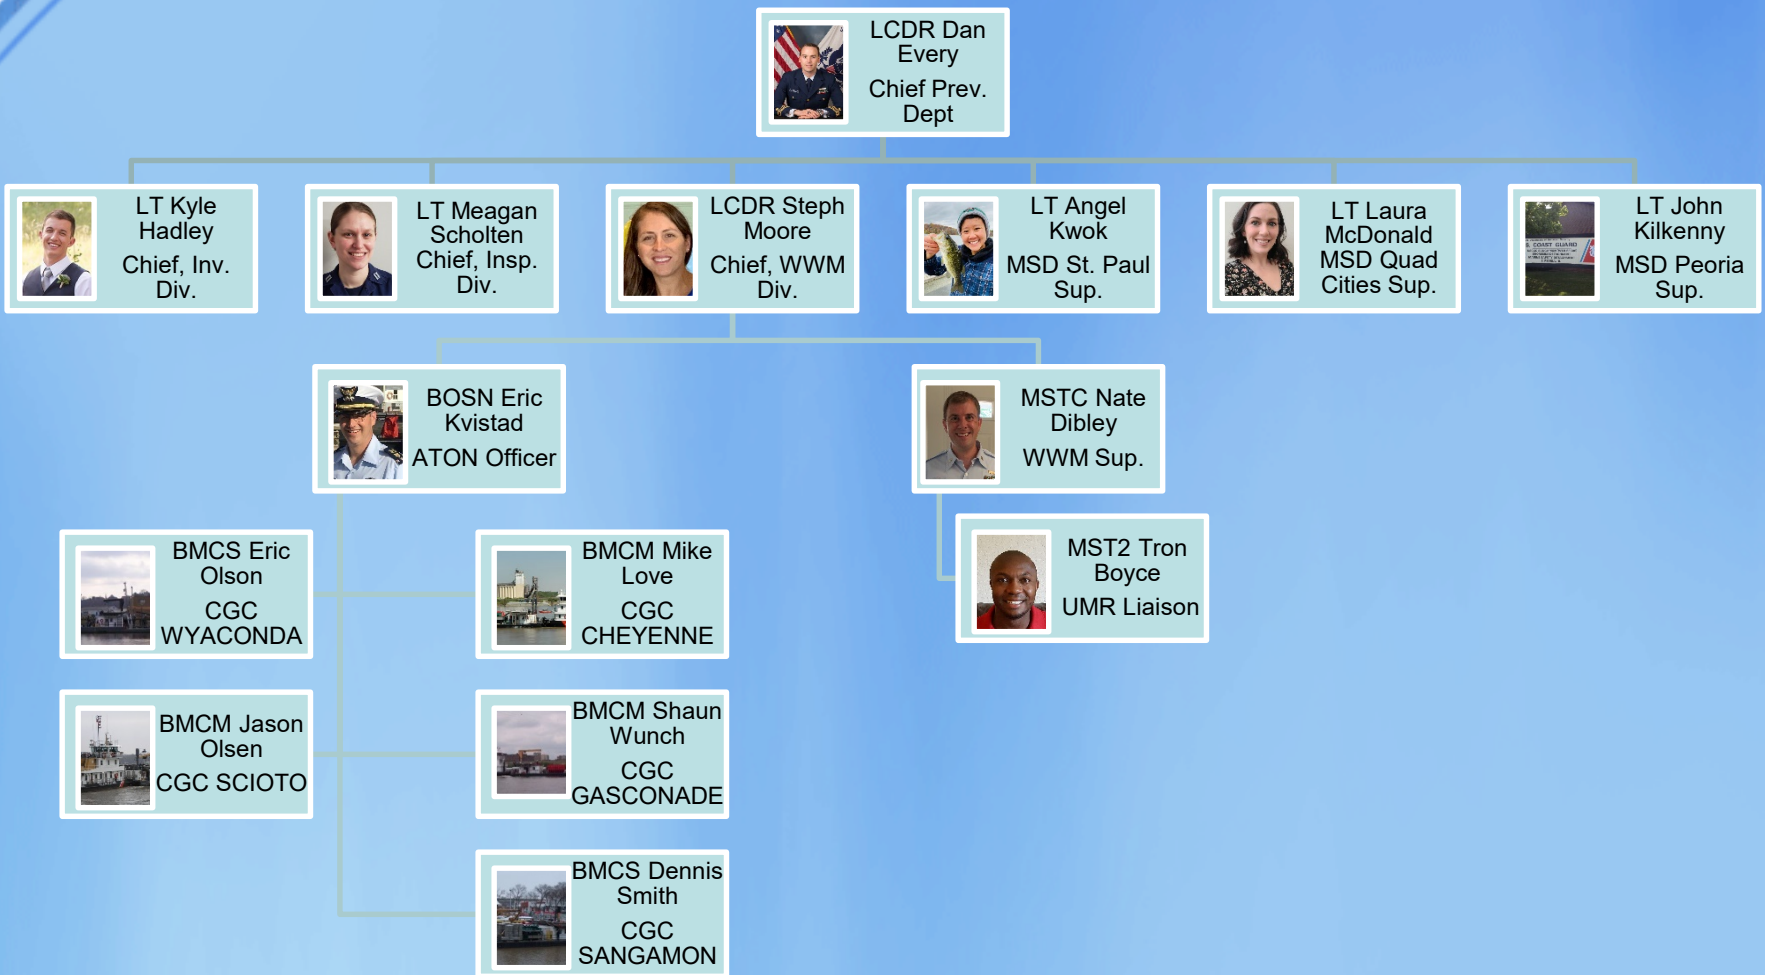 LCDR Dan
Every
Chief Prev.
Dept
LT Kyle
Hadley
Chief, Inv.
Div.
LT Meagan
Scholten
Chief, Insp.
Div.
LCDR Steph
Moore
Chief, WWM
Div.
LT Angel
Kwok
MSD St. Paul
Sup.
LT Laura
McDonald
MSD Quad
Cities Sup.
U.S. COAST GUARD
LT John
Kilkenny
MSD Peoria
Sup.
BOSN Eric
Kvistad
ATON Officer
MSTC Nate
Dibley
WWM Sup.
BMCS Eric
Olson
CGC
WYACONDA
BMCM Mike
Love
CGC
CHEYENNE
MST2 Tron
Boyce
UMR Liaison
BMCM Jason
Olsen
CGC SCIOTO
BMCM Shaun
Wunch
CGC
GASCONADE
BMCS Dennis
Smith
CGC
SANGAMON